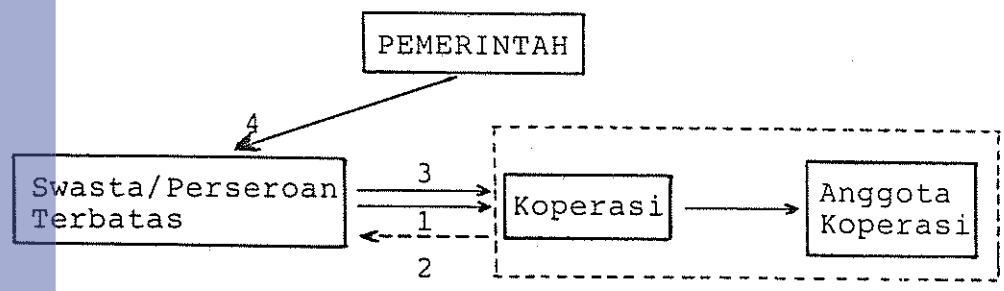 PEMERINTAH
4
Swasta/Perseroan
Terbatas
3
1
2
Koperasi
Anggota
Koperasi